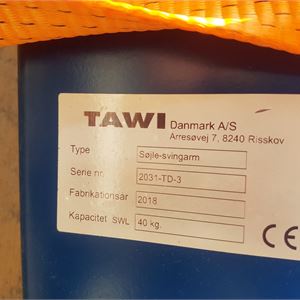 TAWI Danmark A/S
Arresøvej 7, 8240 Risskov
Type Søjle-svingarm
Serie nr. 2031-TD-3
Fabrikationsår 2018
Kapacitet SWL 40 kg.
CE